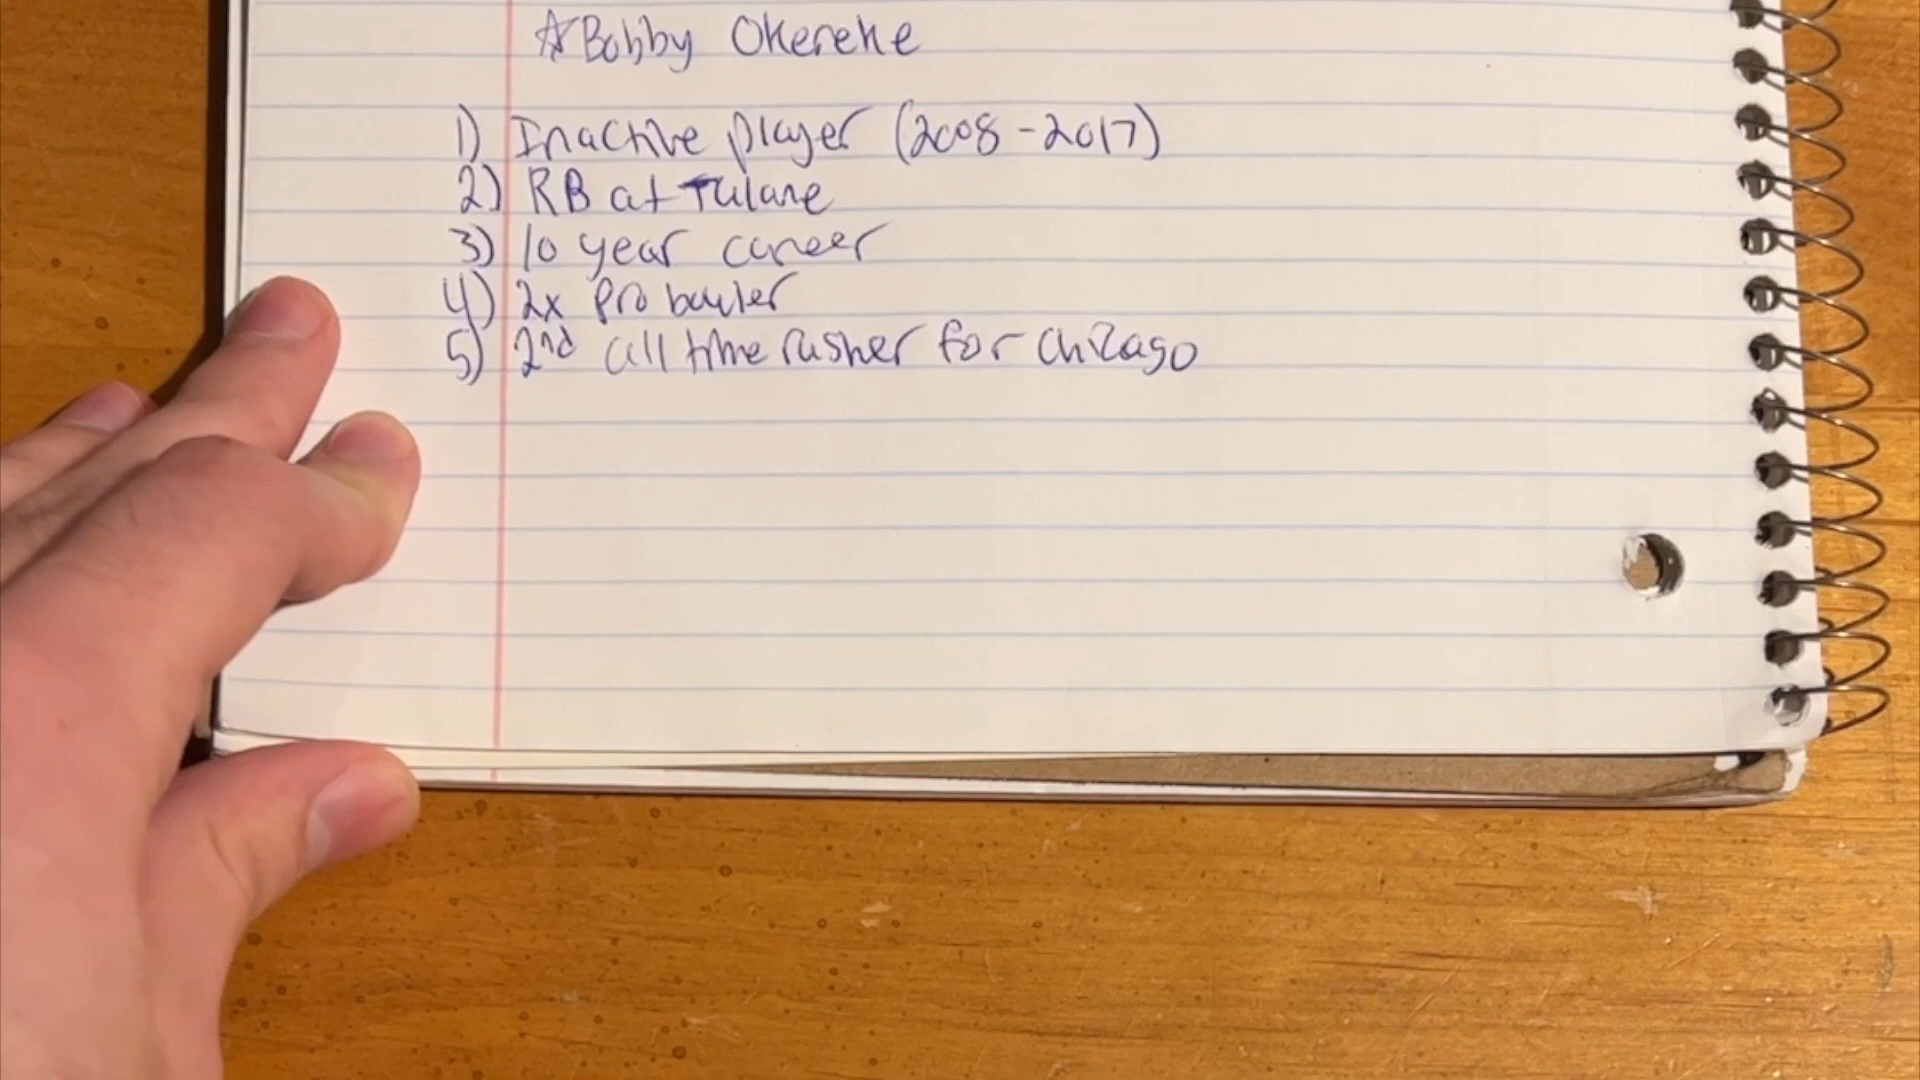 ☆Bobby Okereke
1) Inactive player (2008-2017)
2) RB at Tulane
3) 10 year career
4) 2x Pro bowler
5) 2nd all time rusher for Chicago